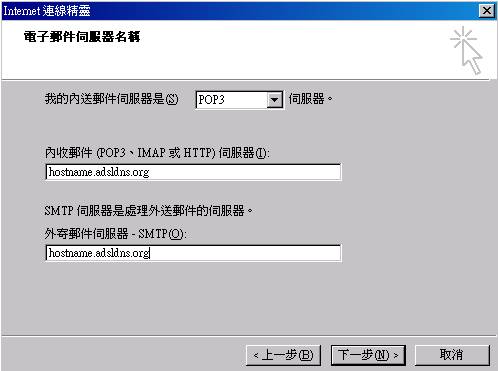 Internet 連線精靈
電子郵件伺服器名稱
我的內送郵件伺服器是(S) POP3 伺服器。
內收郵件 (POP3、IMAP 或 HTTP) 伺服器(I):
hostname.adsldns.org
SMTP 伺服器是處理外送郵件的伺服器。
外寄郵件伺服器 - SMTP(O):
hostname.adsldns.org
< 上一步(B) 下一步(N) > 取消